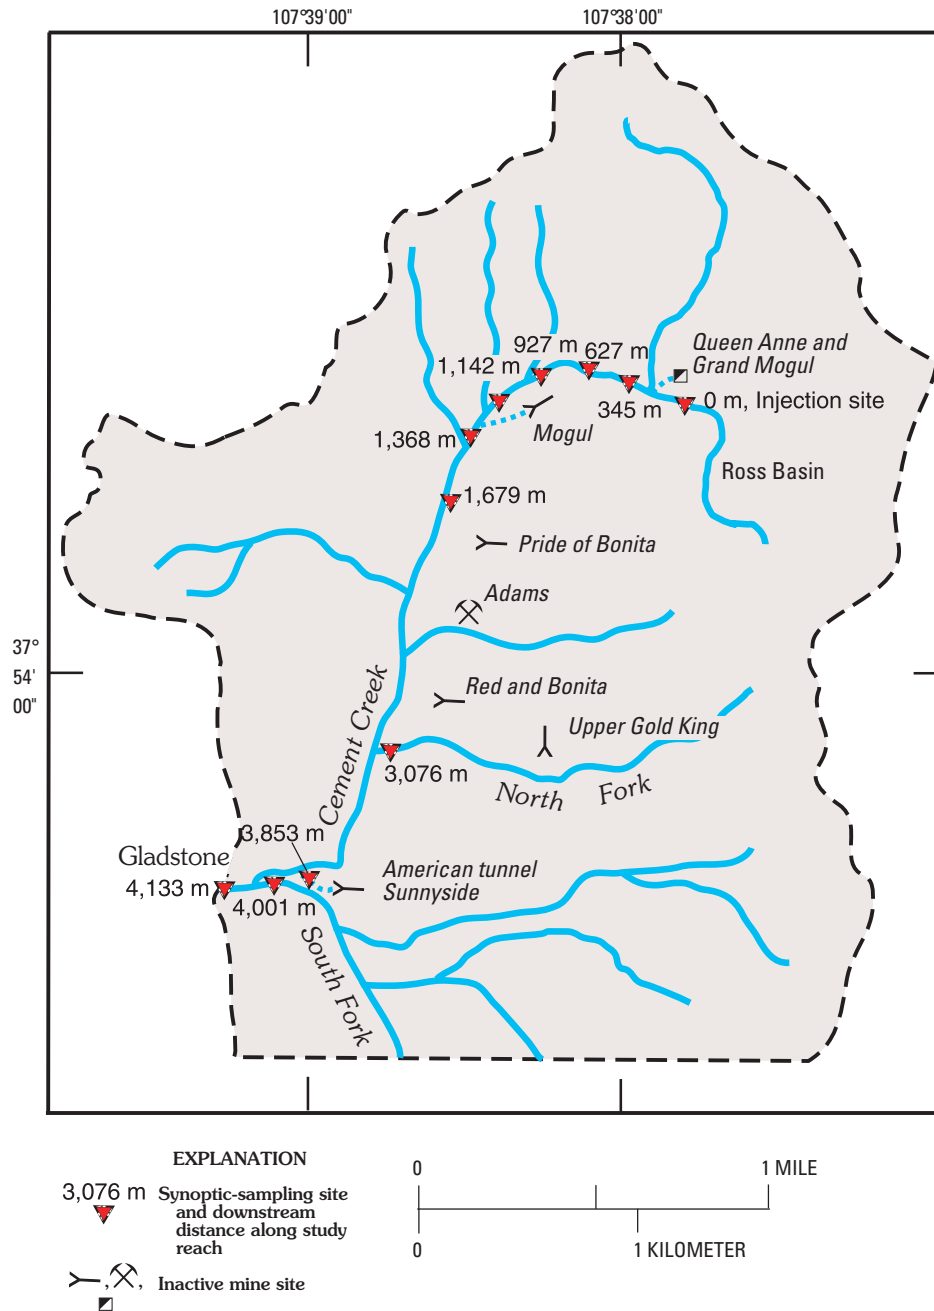 107°39'00"
107°38'00"
927 m
627 m
Queen Anne and
Grand Mogul
1,142 m
0 m, Injection site
345 m
1,368 m
Mogul
Ross Basin
1,679 m
Pride of Bonita
Adams
37°
54'
00"
Red and Bonita
Upper Gold King
Cement Creek
3,076 m
North Fork
3,853 m
Gladstone
American tunnel
Sunnyside
4,133 m
4,001 m
South Fork
EXPLANATION
3,076 m
Synoptic-sampling site
and downstream
distance along study
reach
, ,
Inactive mine site
0
1 MILE
0
1 KILOMETER